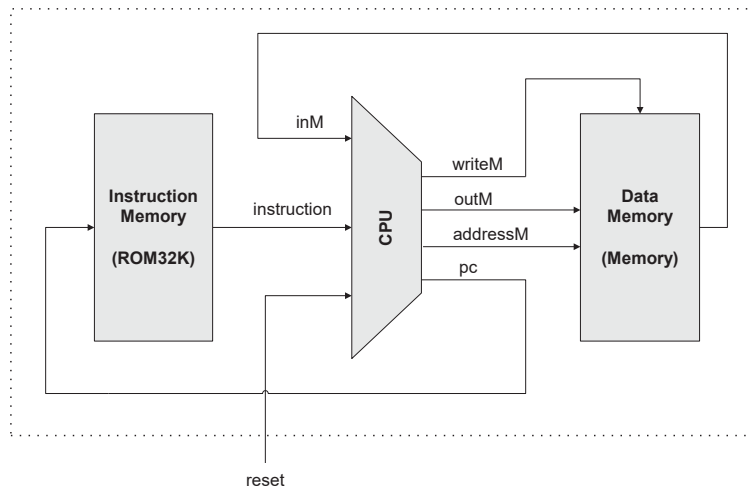 inM
Instruction
Memory
(ROM32K)
instruction
CPU
writeM
outM
addressM
pc
Data
Memory
(Memory)
reset